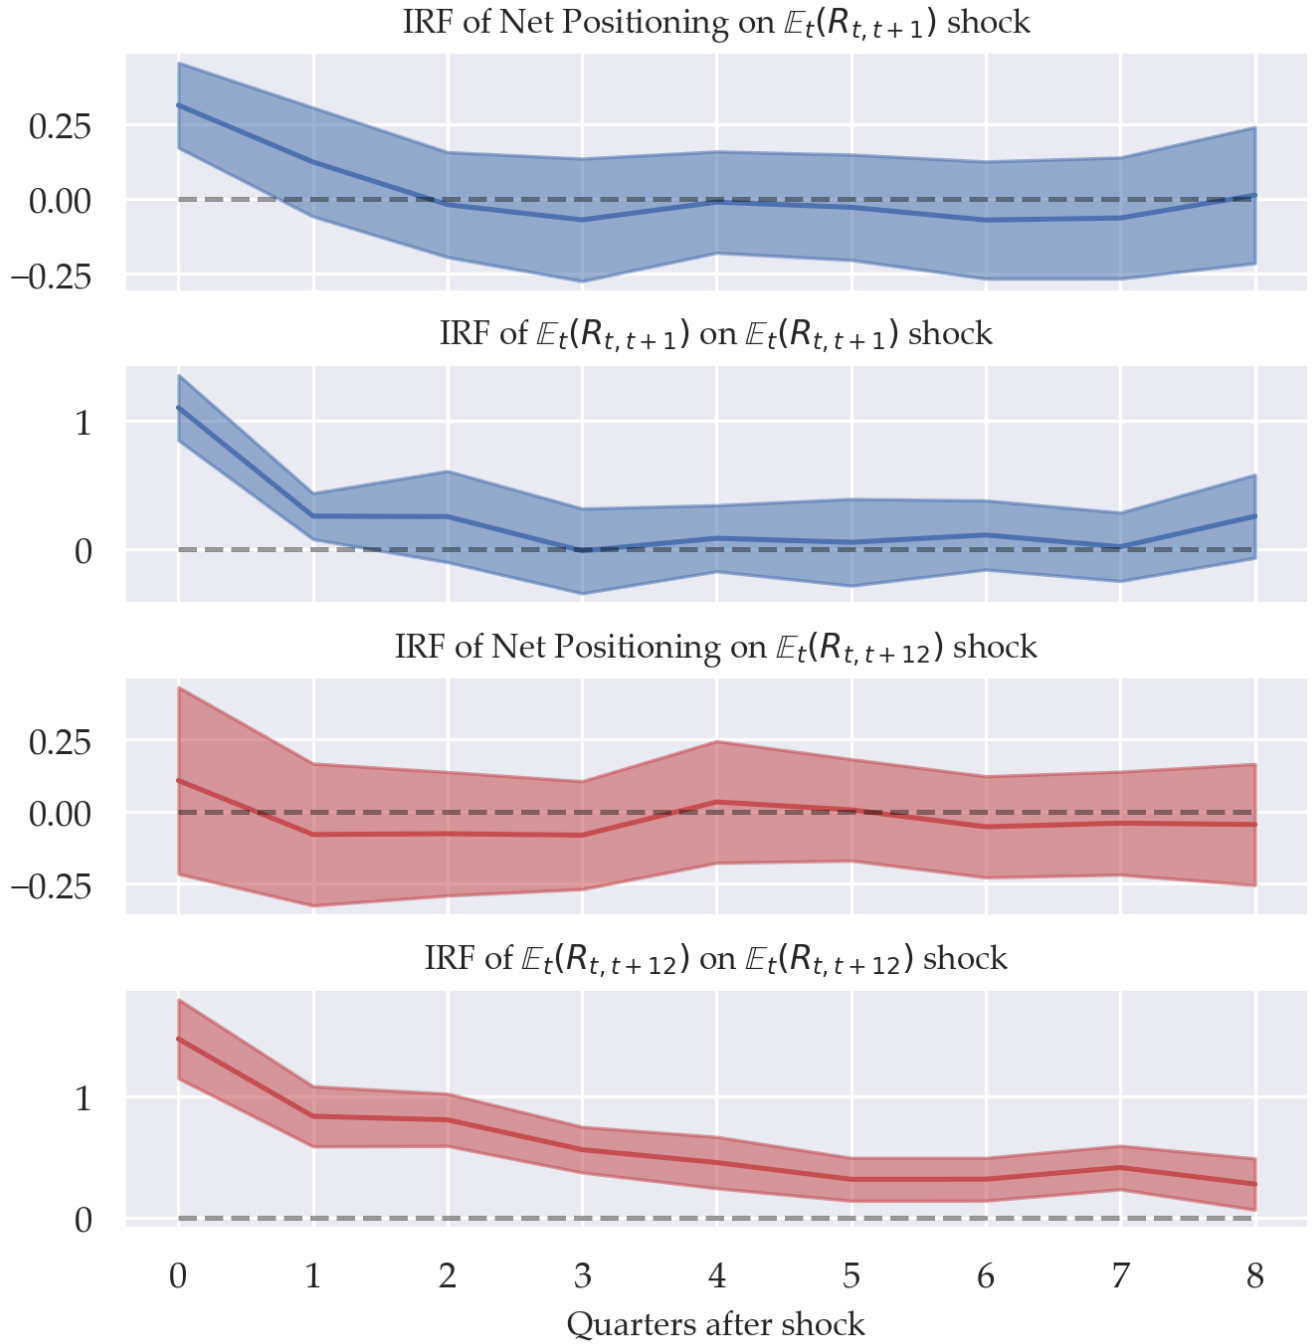 IRF of Net Positioning on 𝔼t(Rt, t+1) shock
0.25
0.00
−0.25
IRF of 𝔼t(Rt, t+1) on 𝔼t(Rt, t+1) shock
1
0
IRF of Net Positioning on 𝔼t(Rt, t+12) shock
0.25
0.00
−0.25
IRF of 𝔼t(Rt, t+12) on 𝔼t(Rt, t+12) shock
1
0
0 1 2 3 4 5 6 7 8
Quarters after shock